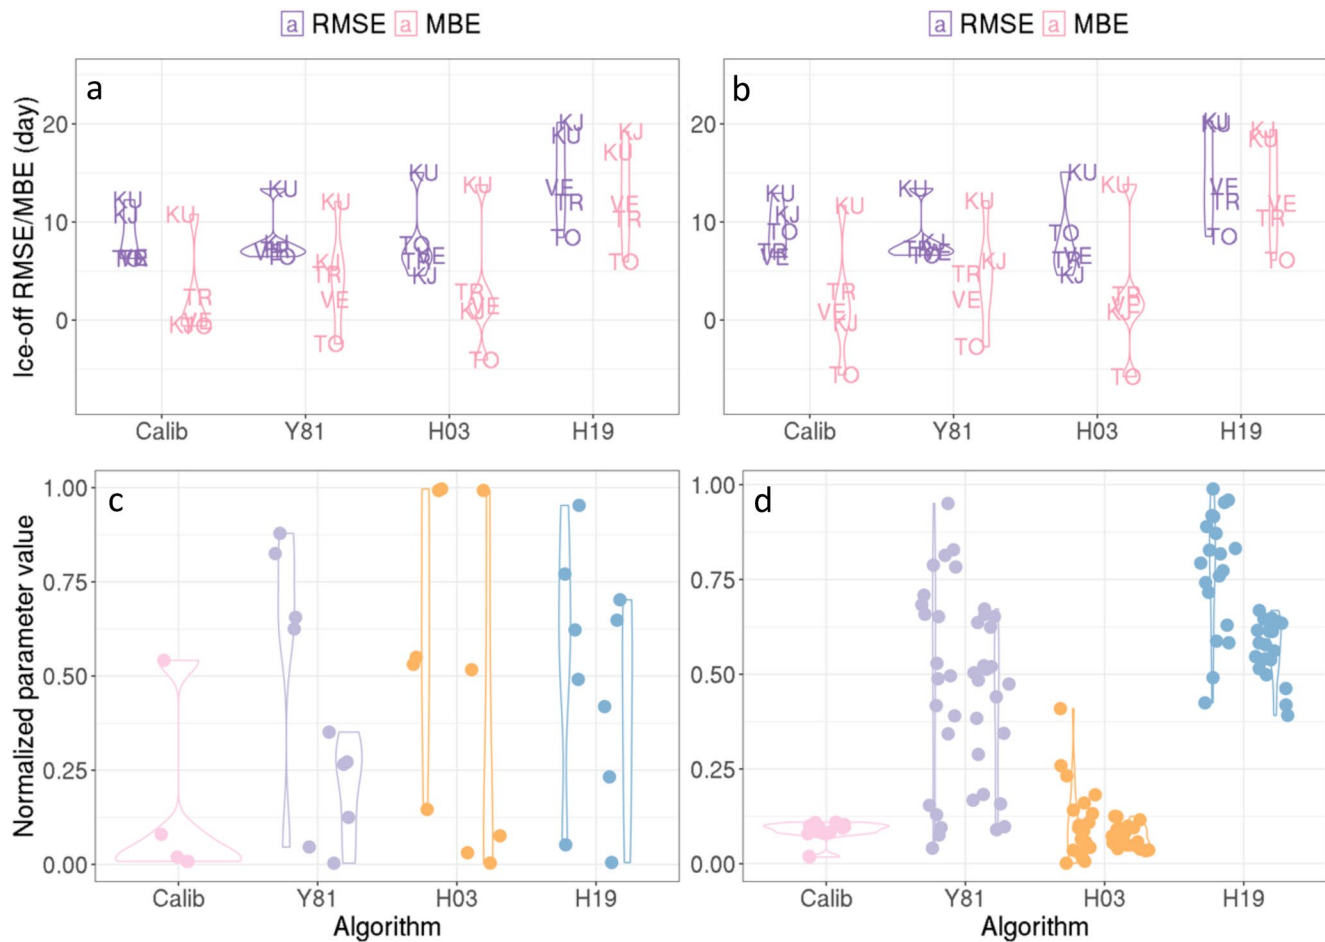 a RMSE a MBE
a RMSE a MBE
a
b
Ice-off RMSE/MBE (day)
20
10
0
20
10
0
KU
KJ
KU
TR
VE
KU
KU
KJ
TR
VE
TO
KU
KJ
KU
TR
KJ
VE
TO
KJ
KU
VE
TR
TO
KJ
KU
VE
TR
TO
KU
KJ
TO
TR
VE
KU
TR
VE
KJ
TO
KU
KU
KJ
TR
VE
TO
KU
TO
KJ
KU
TR
VE
KJ
TO
KU
VE
TR
TO
KJ
KU
VE
TR
TO
Calib Y81 H03 H19
Calib Y81 H03 H19
c
d
Normalized parameter value
1.00
0.75
0.50
0.25
0.00
1.00
0.75
0.50
0.25
0.00
Calib Y81 H03 H19
Calib Y81 H03 H19
Algorithm
Algorithm